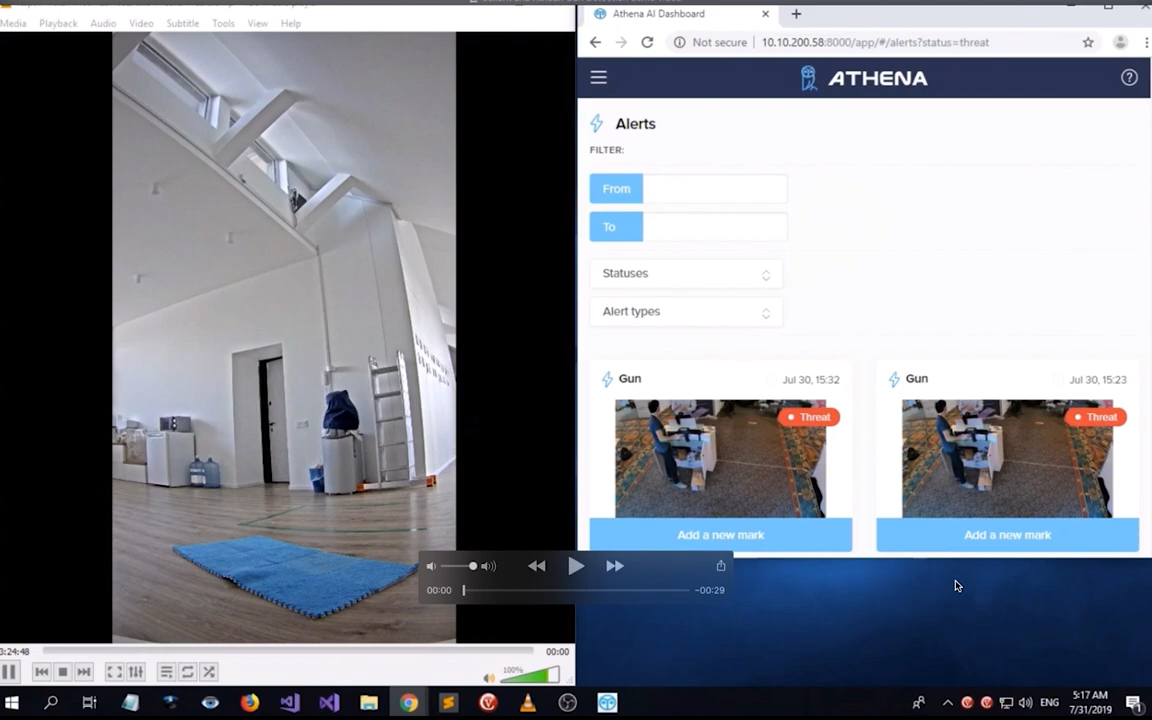 Media Playback Audio Video Subtitle Tools View Help
3:24:48
00:00
100%
Athena AI Dashboard
Not secure 10.10.200.58:8000/app/#/alerts?status=threat
ATHENA
Alerts
FILTER:
From
To
Statuses
Alert types
Gun Jul 30, 15:32
Threat
Add a new mark
Gun Jul 30, 15:23
Threat
Add a new mark
00:00 -00:29
ENG
5:17 AM
7/31/2019